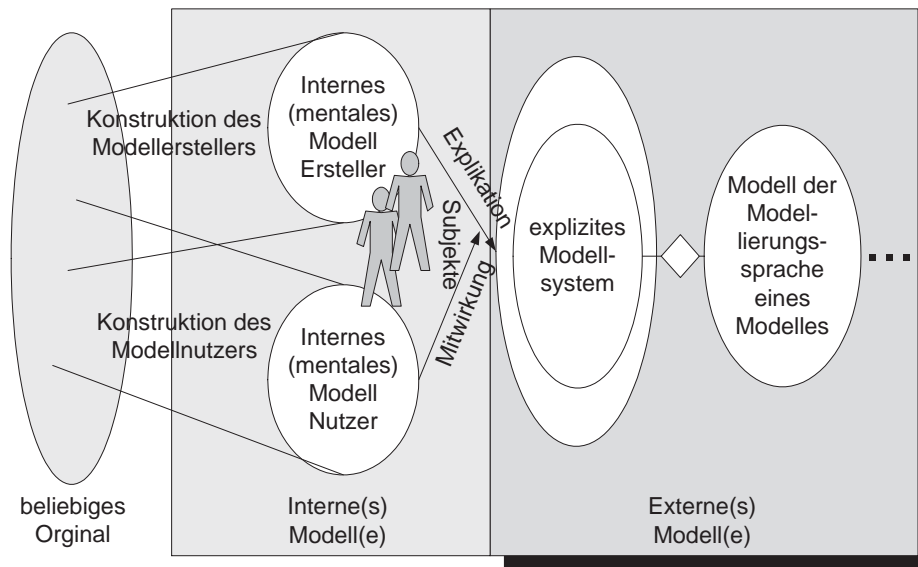 Konstruktion des
Modellerstellers
Konstruktion des
Modellnutzers
beliebiges
Orginal
Internes
(mentales)
Modell
Ersteller
Internes
(mentales)
Modell
Nutzer
Explikation
Subjekte
Mitwirkung
Interne(s)
Modell(e)
explizites
Modell-
system
Modell der
Model-
lierungs-
sprache
eines
Modelles
Externe(s)
Modell(e)